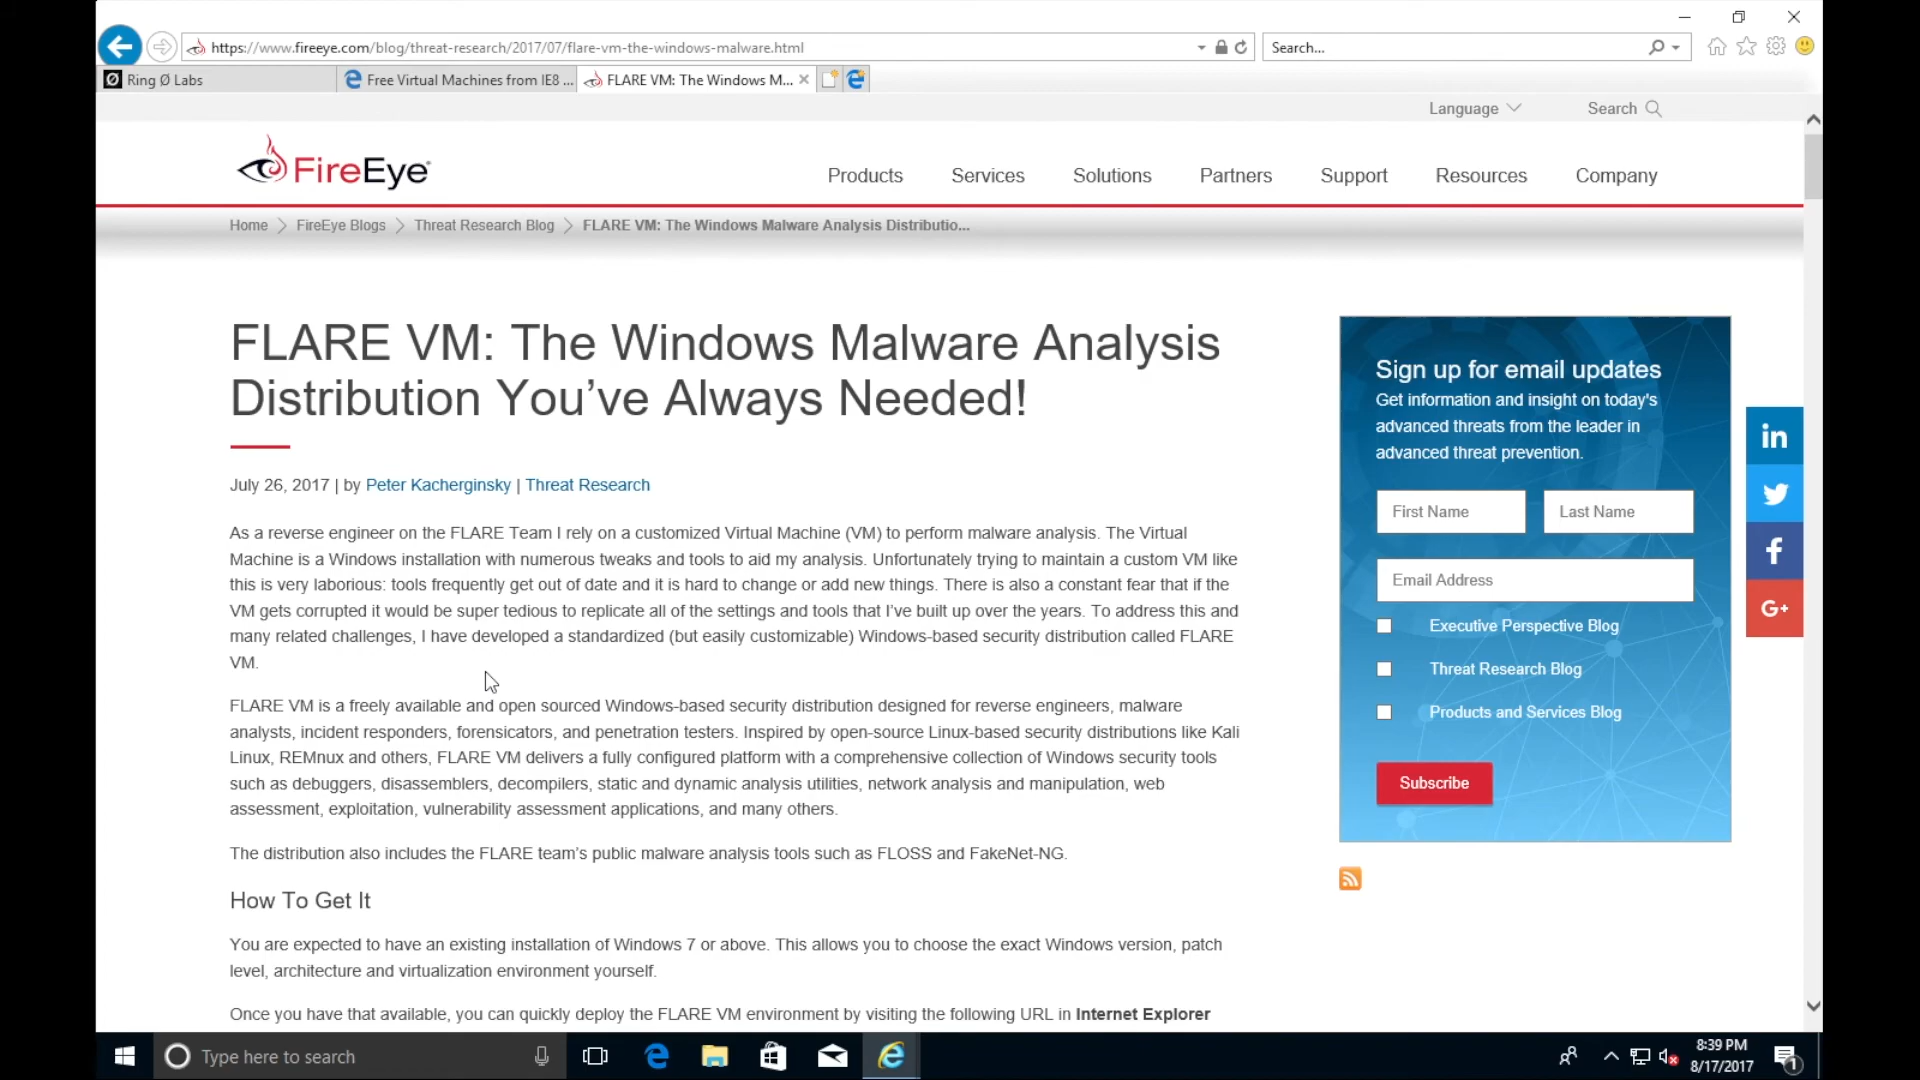 https://www.fireeye.com/blog/threat-research/2017/07/flare-vm-the-windows-malware.html
Search...
Ring Ø Labs
Free Virtual Machines from IE8 ...
FLARE VM: The Windows M...
Language
Search
FireEye
Products
Services
Solutions
Partners
Support
Resources
Company
Home
FireEye Blogs
Threat Research Blog
FLARE VM: The Windows Malware Analysis Distributio...
FLARE VM: The Windows Malware Analysis
Distribution You’ve Always Needed!
July 26, 2017 | by Peter Kacherginsky | Threat Research
As a reverse engineer on the FLARE Team I rely on a customized Virtual Machine (VM) to perform malware analysis. The Virtual
Machine is a Windows installation with numerous tweaks and tools to aid my analysis. Unfortunately trying to maintain a custom VM like
this is very laborious: tools frequently get out of date and it is hard to change or add new things. There is also a constant fear that if the
VM gets corrupted it would be super tedious to replicate all of the settings and tools that I’ve built up over the years. To address this and
many related challenges, I have developed a standardized (but easily customizable) Windows-based security distribution called FLARE
VM.
FLARE VM is a freely available and open sourced Windows-based security distribution designed for reverse engineers, malware
analysts, incident responders, forensicators, and penetration testers. Inspired by open-source Linux-based security distributions like Kali
Linux, REMnux and others, FLARE VM delivers a fully configured platform with a comprehensive collection of Windows security tools
such as debuggers, disassemblers, decompilers, static and dynamic analysis utilities, network analysis and manipulation, web
assessment, exploitation, vulnerability assessment applications, and many others.
The distribution also includes the FLARE team’s public malware analysis tools such as FLOSS and FakeNet-NG.
How To Get It
You are expected to have an existing installation of Windows 7 or above. This allows you to choose the exact Windows version, patch
level, architecture and virtualization environment yourself.
Once you have that available, you can quickly deploy the FLARE VM environment by visiting the following URL in Internet Explorer
Sign up for email updates
Get information and insight on today's
advanced threats from the leader in
advanced threat prevention.
First Name
Last Name
Email Address
Executive Perspective Blog
Threat Research Blog
Products and Services Blog
Subscribe
in
f
G+
Type here to search
8:39 PM
8/17/2017
1